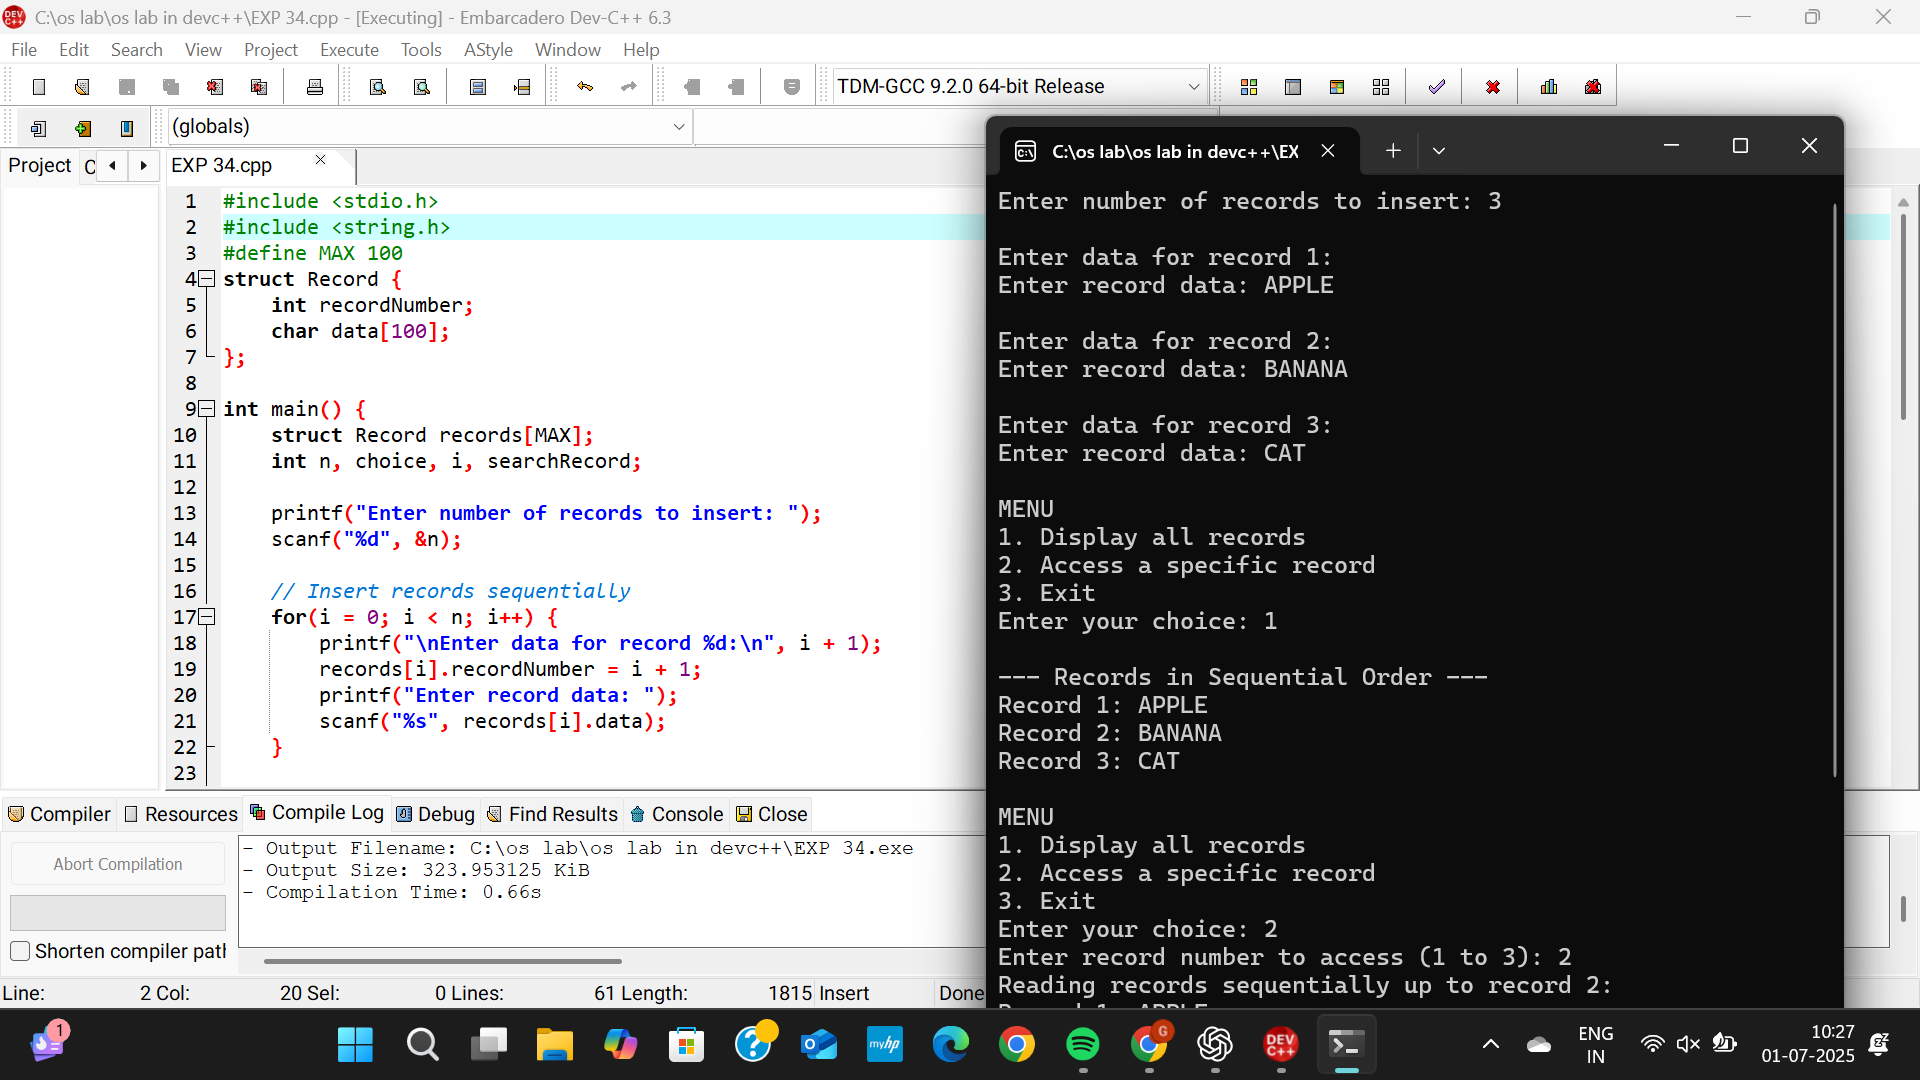 C:\os lab\os lab in devc++\EXP 34.cpp - [Executing] - Embarcadero Dev-C++ 6.3
File Edit Search View Project Execute Tools AStyle Window Help
TDM-GCC 9.2.0 64-bit Release
(globals)
Project
EXP 34.cpp
1 #include <stdio.h>
2 #include <string.h>
3 #define MAX 100
4 struct Record {
5 int recordNumber;
6 char data[100];
7 };
8
9 int main() {
10 struct Record records[MAX];
11 int n, choice, i, searchRecord;
12
13 printf("Enter number of records to insert: ");
14 scanf("%d", &n);
15
16 // Insert records sequentially
17 for(i = 0; i < n; i++) {
18 printf("\nEnter data for record %d:\n", i + 1);
19 records[i].recordNumber = i + 1;
20 printf("Enter record data: ");
21 scanf("%s", records[i].data);
22 }
23
C:\os lab\os lab in devc++\EX
Enter number of records to insert: 3
Enter data for record 1:
Enter record data: APPLE
Enter data for record 2:
Enter record data: BANANA
Enter data for record 3:
Enter record data: CAT
MENU
1. Display all records
2. Access a specific record
3. Exit
Enter your choice: 1
--- Records in Sequential Order ---
Record 1: APPLE
Record 2: BANANA
Record 3: CAT
MENU
1. Display all records
2. Access a specific record
3. Exit
Enter your choice: 2
Enter record number to access (1 to 3): 2
Reading records sequentially up to record 2:
Compiler Resources Compile Log Debug Find Results Console Close
Abort Compilation
Shorten compiler path
- Output Filename: C:\os lab\os lab in devc++\EXP 34.exe
- Output Size: 323.953125 KiB
- Compilation Time: 0.66s
Line: 2 Col: 20 Sel: 0 Lines: 61 Length: 1815 Insert Done
1
myhp
G
DEV C++
ENG
IN
10:27
01-07-2025